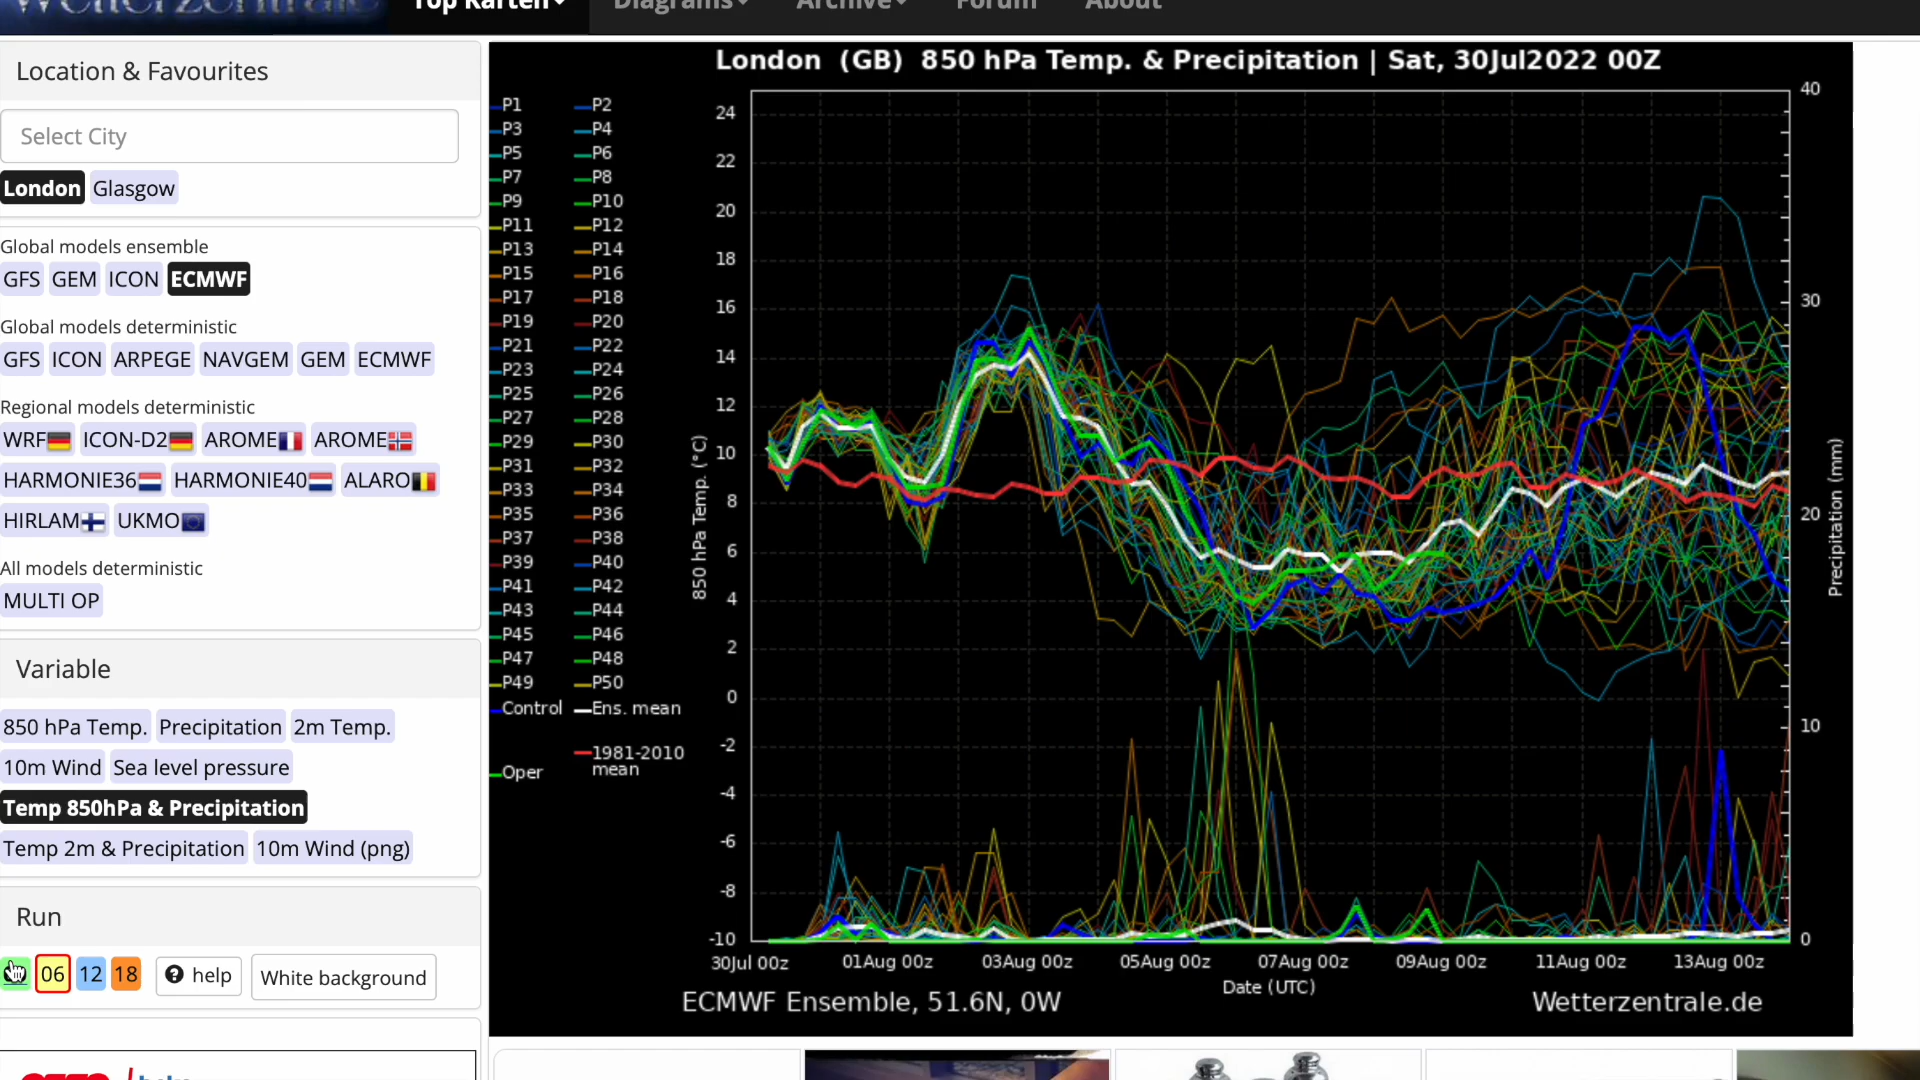 Wetterzentrale
Top Karten Diagrams Archive Forum About
Location & Favourites
Select City
London Glasgow
Global models ensemble
GFS GEM ICON ECMWF
Global models deterministic
GFS ICON ARPEGE NAVGEM GEM ECMWF
Regional models deterministic
WRF ICON-D2 AROME AROME
HARMONIE36 HARMONIE40 ALARO
HIRLAM UKMO
All models deterministic
MULTI OP
Variable
850 hPa Temp. Precipitation 2m Temp.
10m Wind Sea level pressure
Temp 850hPa & Precipitation
Temp 2m & Precipitation 10m Wind (png)
Run
06 12 18 help White background
London (GB) 850 hPa Temp. & Precipitation | Sat, 30Jul2022 00Z
P1 P2
P3 P4
P5 P6
P7 P8
P9 P10
P11 P12
P13 P14
P15 P16
P17 P18
P19 P20
P21 P22
P23 P24
P25 P26
P27 P28
P29 P30
P31 P32
P33 P34
P35 P36
P37 P38
P39 P40
P41 P42
P43 P44
P45 P46
P47 P48
P49 P50
Control Ens. mean
1981-2010
mean
Oper
850 hPa Temp. (°C)
24
22
20
18
16
14
12
10
8
6
4
2
0
-2
-4
-6
-8
-10
40
30
20
10
0
Precipitation (mm)
30Jul 00z 01Aug 00z 03Aug 00z 05Aug 00z 07Aug 00z 09Aug 00z 11Aug 00z 13Aug 00z
Date (UTC)
ECMWF Ensemble, 51.6N, 0W Wetterzentrale.de